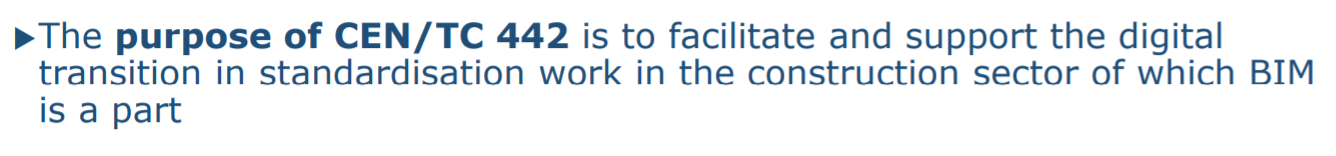 ▶The purpose of CEN/TC 442 is to facilitate and support the digital
transition in standardisation work in the construction sector of which BIM
is a part